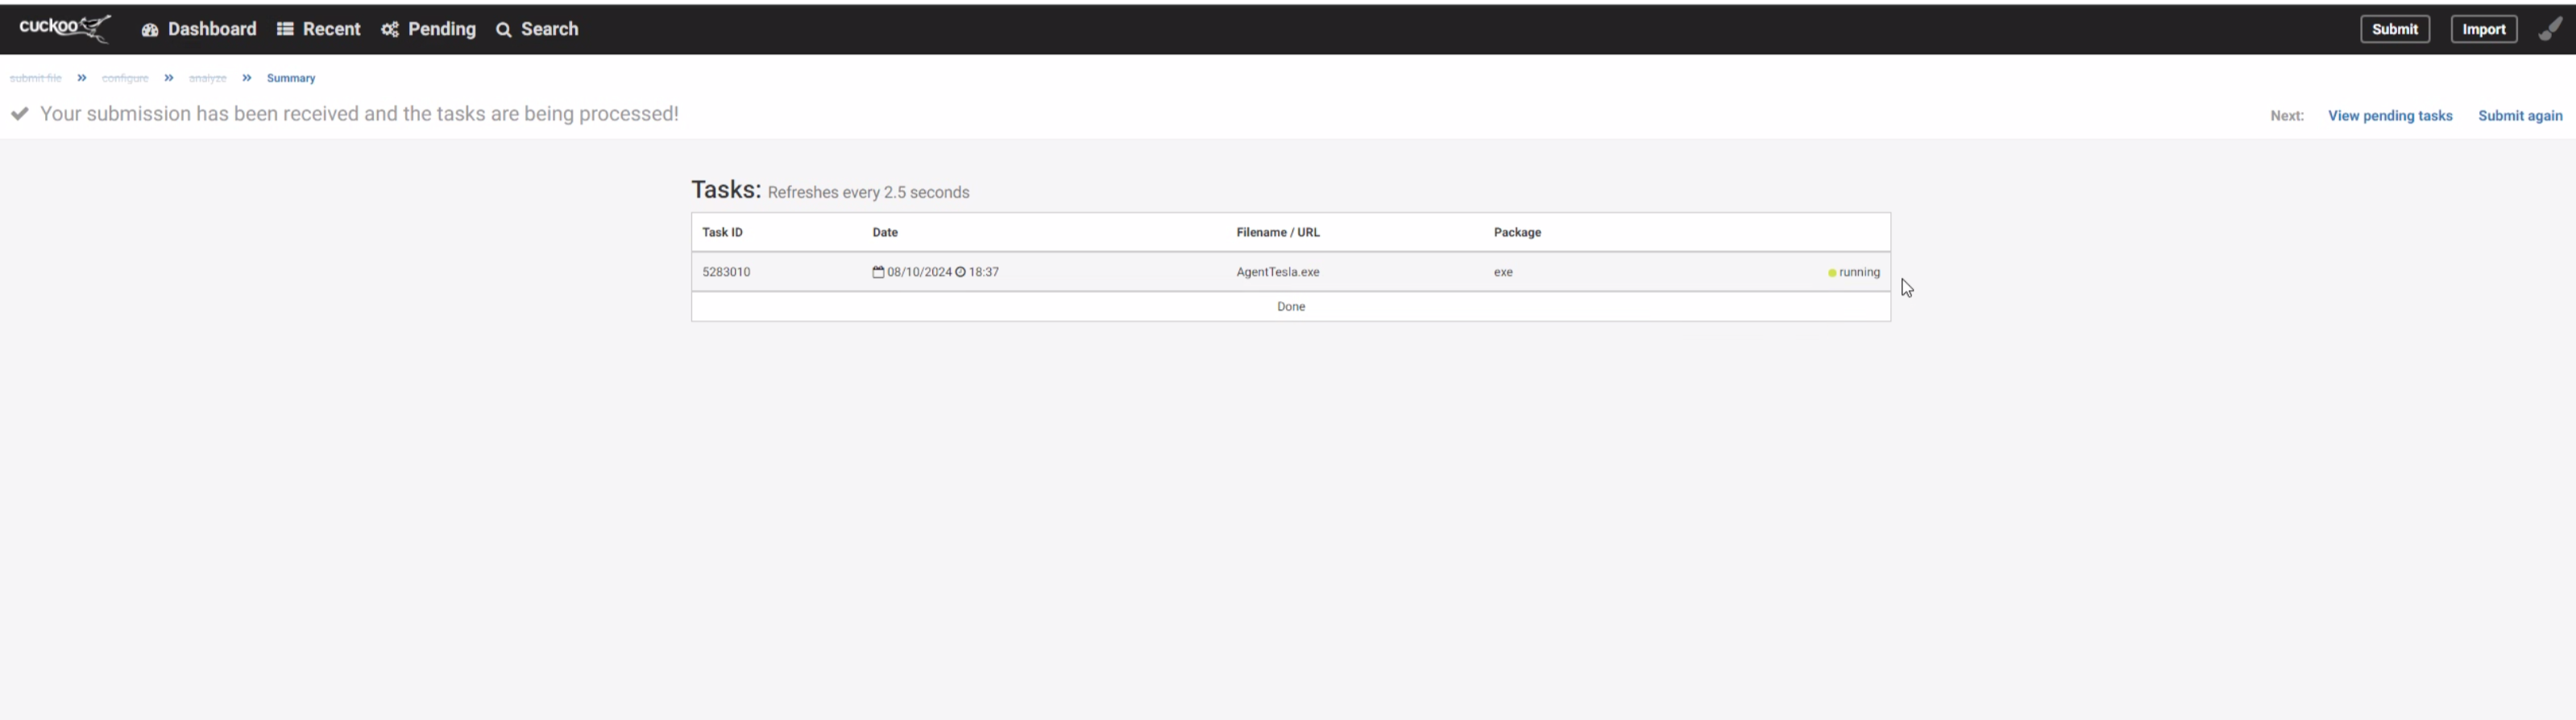 cuckoo Dashboard Recent Pending Search Submit Import
submit file » configure » analyze » Summary
Your submission has been received and the tasks are being processed! Next: View pending tasks Submit again
Tasks: Refreshes every 2.5 seconds
Task ID Date Filename / URL Package
5283010 08/10/2024 18:37 AgentTesla.exe exe running
Done